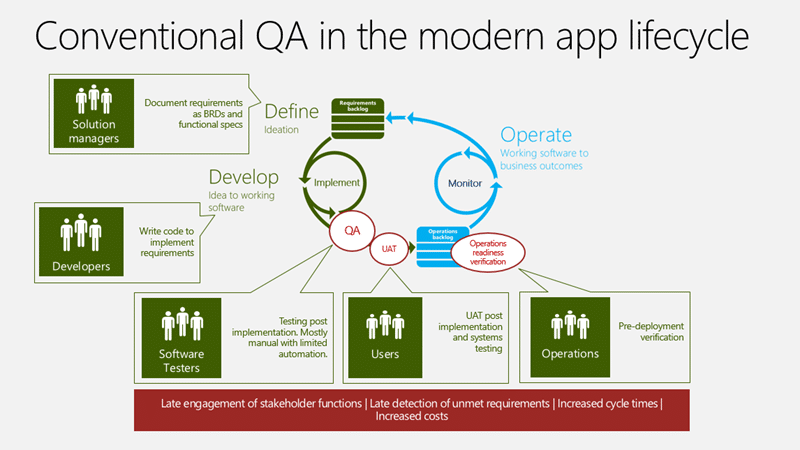 Conventional QA in the modern app lifecycle
Solution
managers
Document requirements
as BRDs and
functional specs
Define
Ideation
Requirements
backlog
Operate
Working software to
business outcomes
Develop
Idea to working
software
Implement
Monitor
Developers
Write code to
implement
requirements
QA
UAT
Operations
backlog
Operations
readiness
verification
Software
Testers
Testing post
implementation. Mostly
manual with limited
automation.
Users
UAT post
implementation
and systems
testing
Operations
Pre-deployment
verification
Late engagement of stakeholder functions | Late detection of unmet requirements | Increased cycle times |
Increased costs